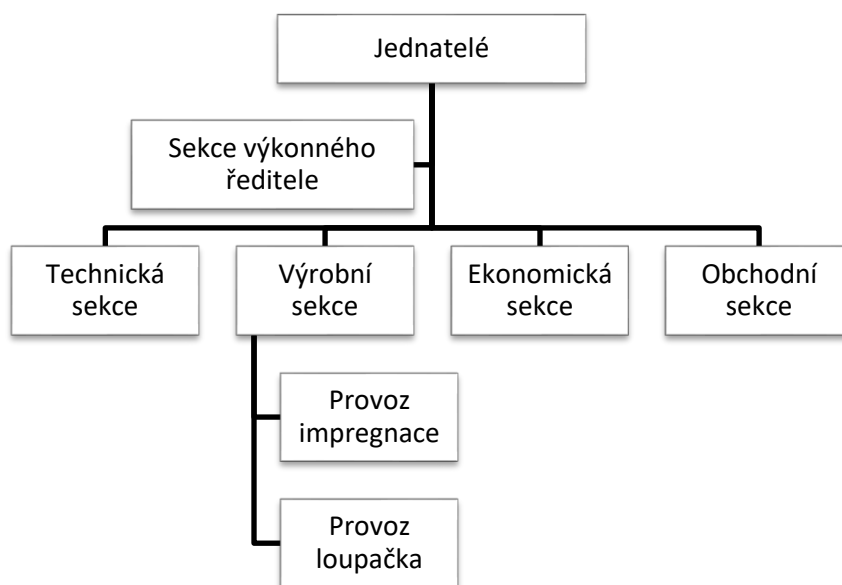 Jednatelé
Sekce výkonného
ředitele
Technická
sekce
Výrobní
sekce
Ekonomická
sekce
Obchodní
sekce
Provoz
impregnace
Provoz
loupačka